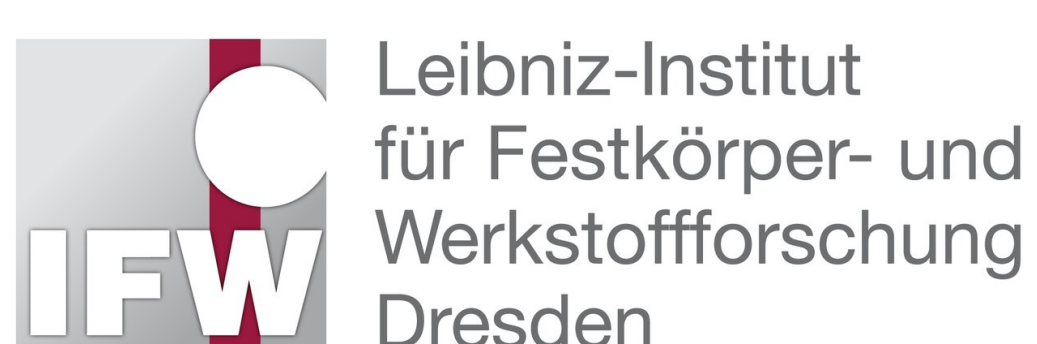 IFW
Leibniz-Institut
für Festkörper- und
Werkstoffforschung
Dresden